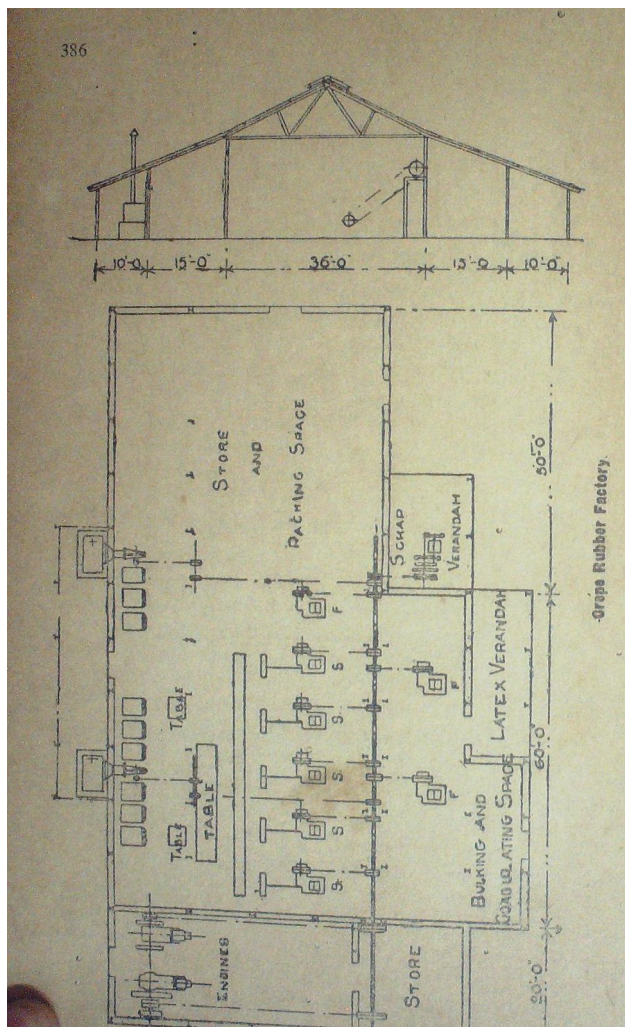 386
10'-0
15'-0"
36'-0"
15'-0
10'-0"
STORE
AND
PACKING SPACE
SCRAP
VERANDAH
50'-0"
Crepe Rubber Factory.
F
S
S
S
S
S
F
F
TABLE
TABLE
TABLE
LATEX VERANDAH
60'-0"
BULKING AND
COAGULATING SPACE
ENGINES
STORE
20'-0"